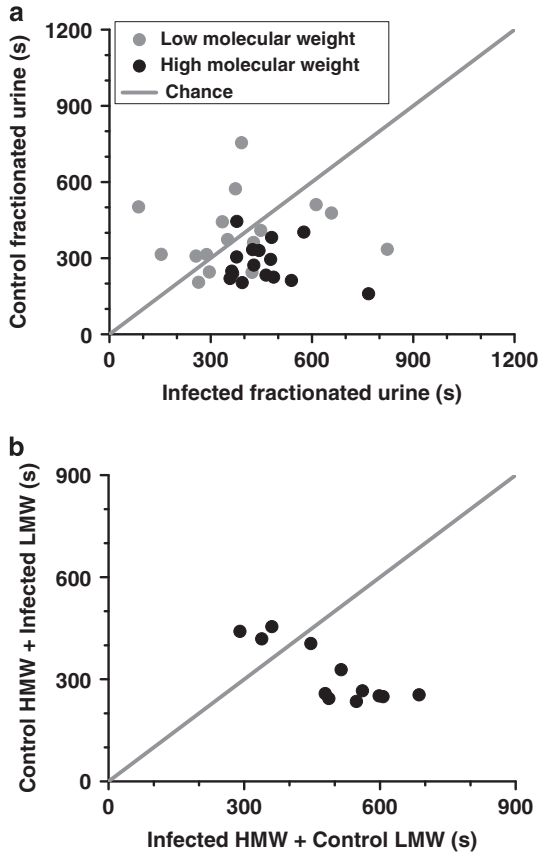 a
Control fractionated urine (s)
1200
900
600
300
0
Low molecular weight
High molecular weight
Chance
0 300 600 900 1200
Infected fractionated urine (s)
b
Control HMW + Infected LMW (s)
900
600
300
0
0 300 600 900
Infected HMW + Control LMW (s)